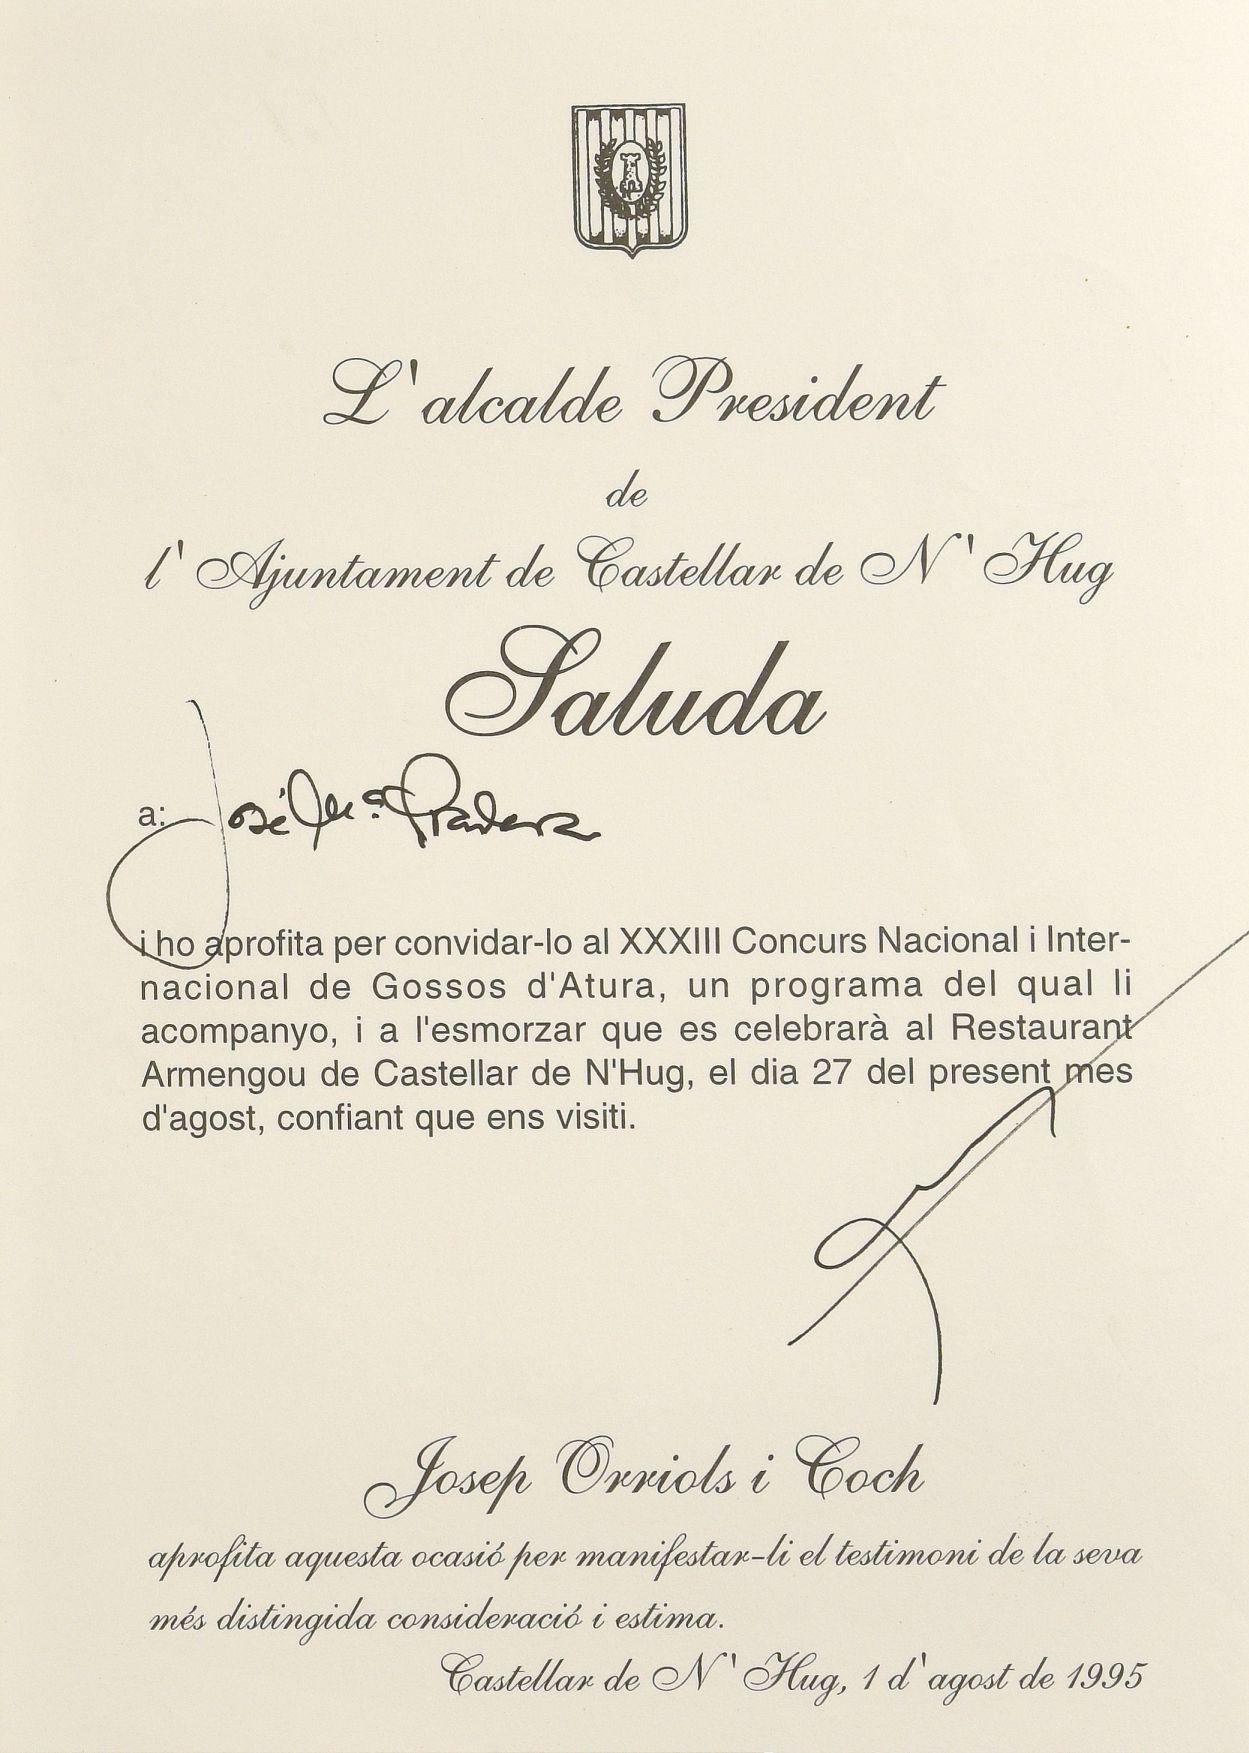 L'alcalde President
de
l'Ajuntament de Castellar de N'Hug
Saluda
a: José Mª Pradera
i ho aprofita per convidar-lo al XXXIII Concurs Nacional i Inter-
nacional de Gossos d'Atura, un programa del qual li
acompanyo, i a l'esmorzar que es celebrarà al Restaurant
Armengou de Castellar de N'Hug, el dia 27 del present mes
d'agost, confiant que ens visiti.
Josep Orriols i Coch
aprofita aquesta ocasió per manifestar-li el testimoni de la seva
més distingida consideració i estima.
Castellar de N'Hug, 1 d'agost de 1995